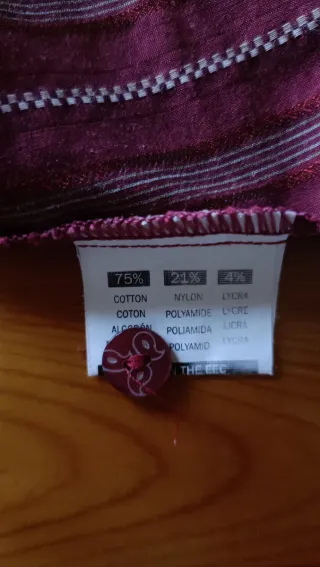 75% 21% 4%
COTTON NYLON LYCRA
COTON POLYAMIDE LYCRE
ALGODÓN POLIAMIDA LICRA
POLYAMID LYCRA
THE EEC